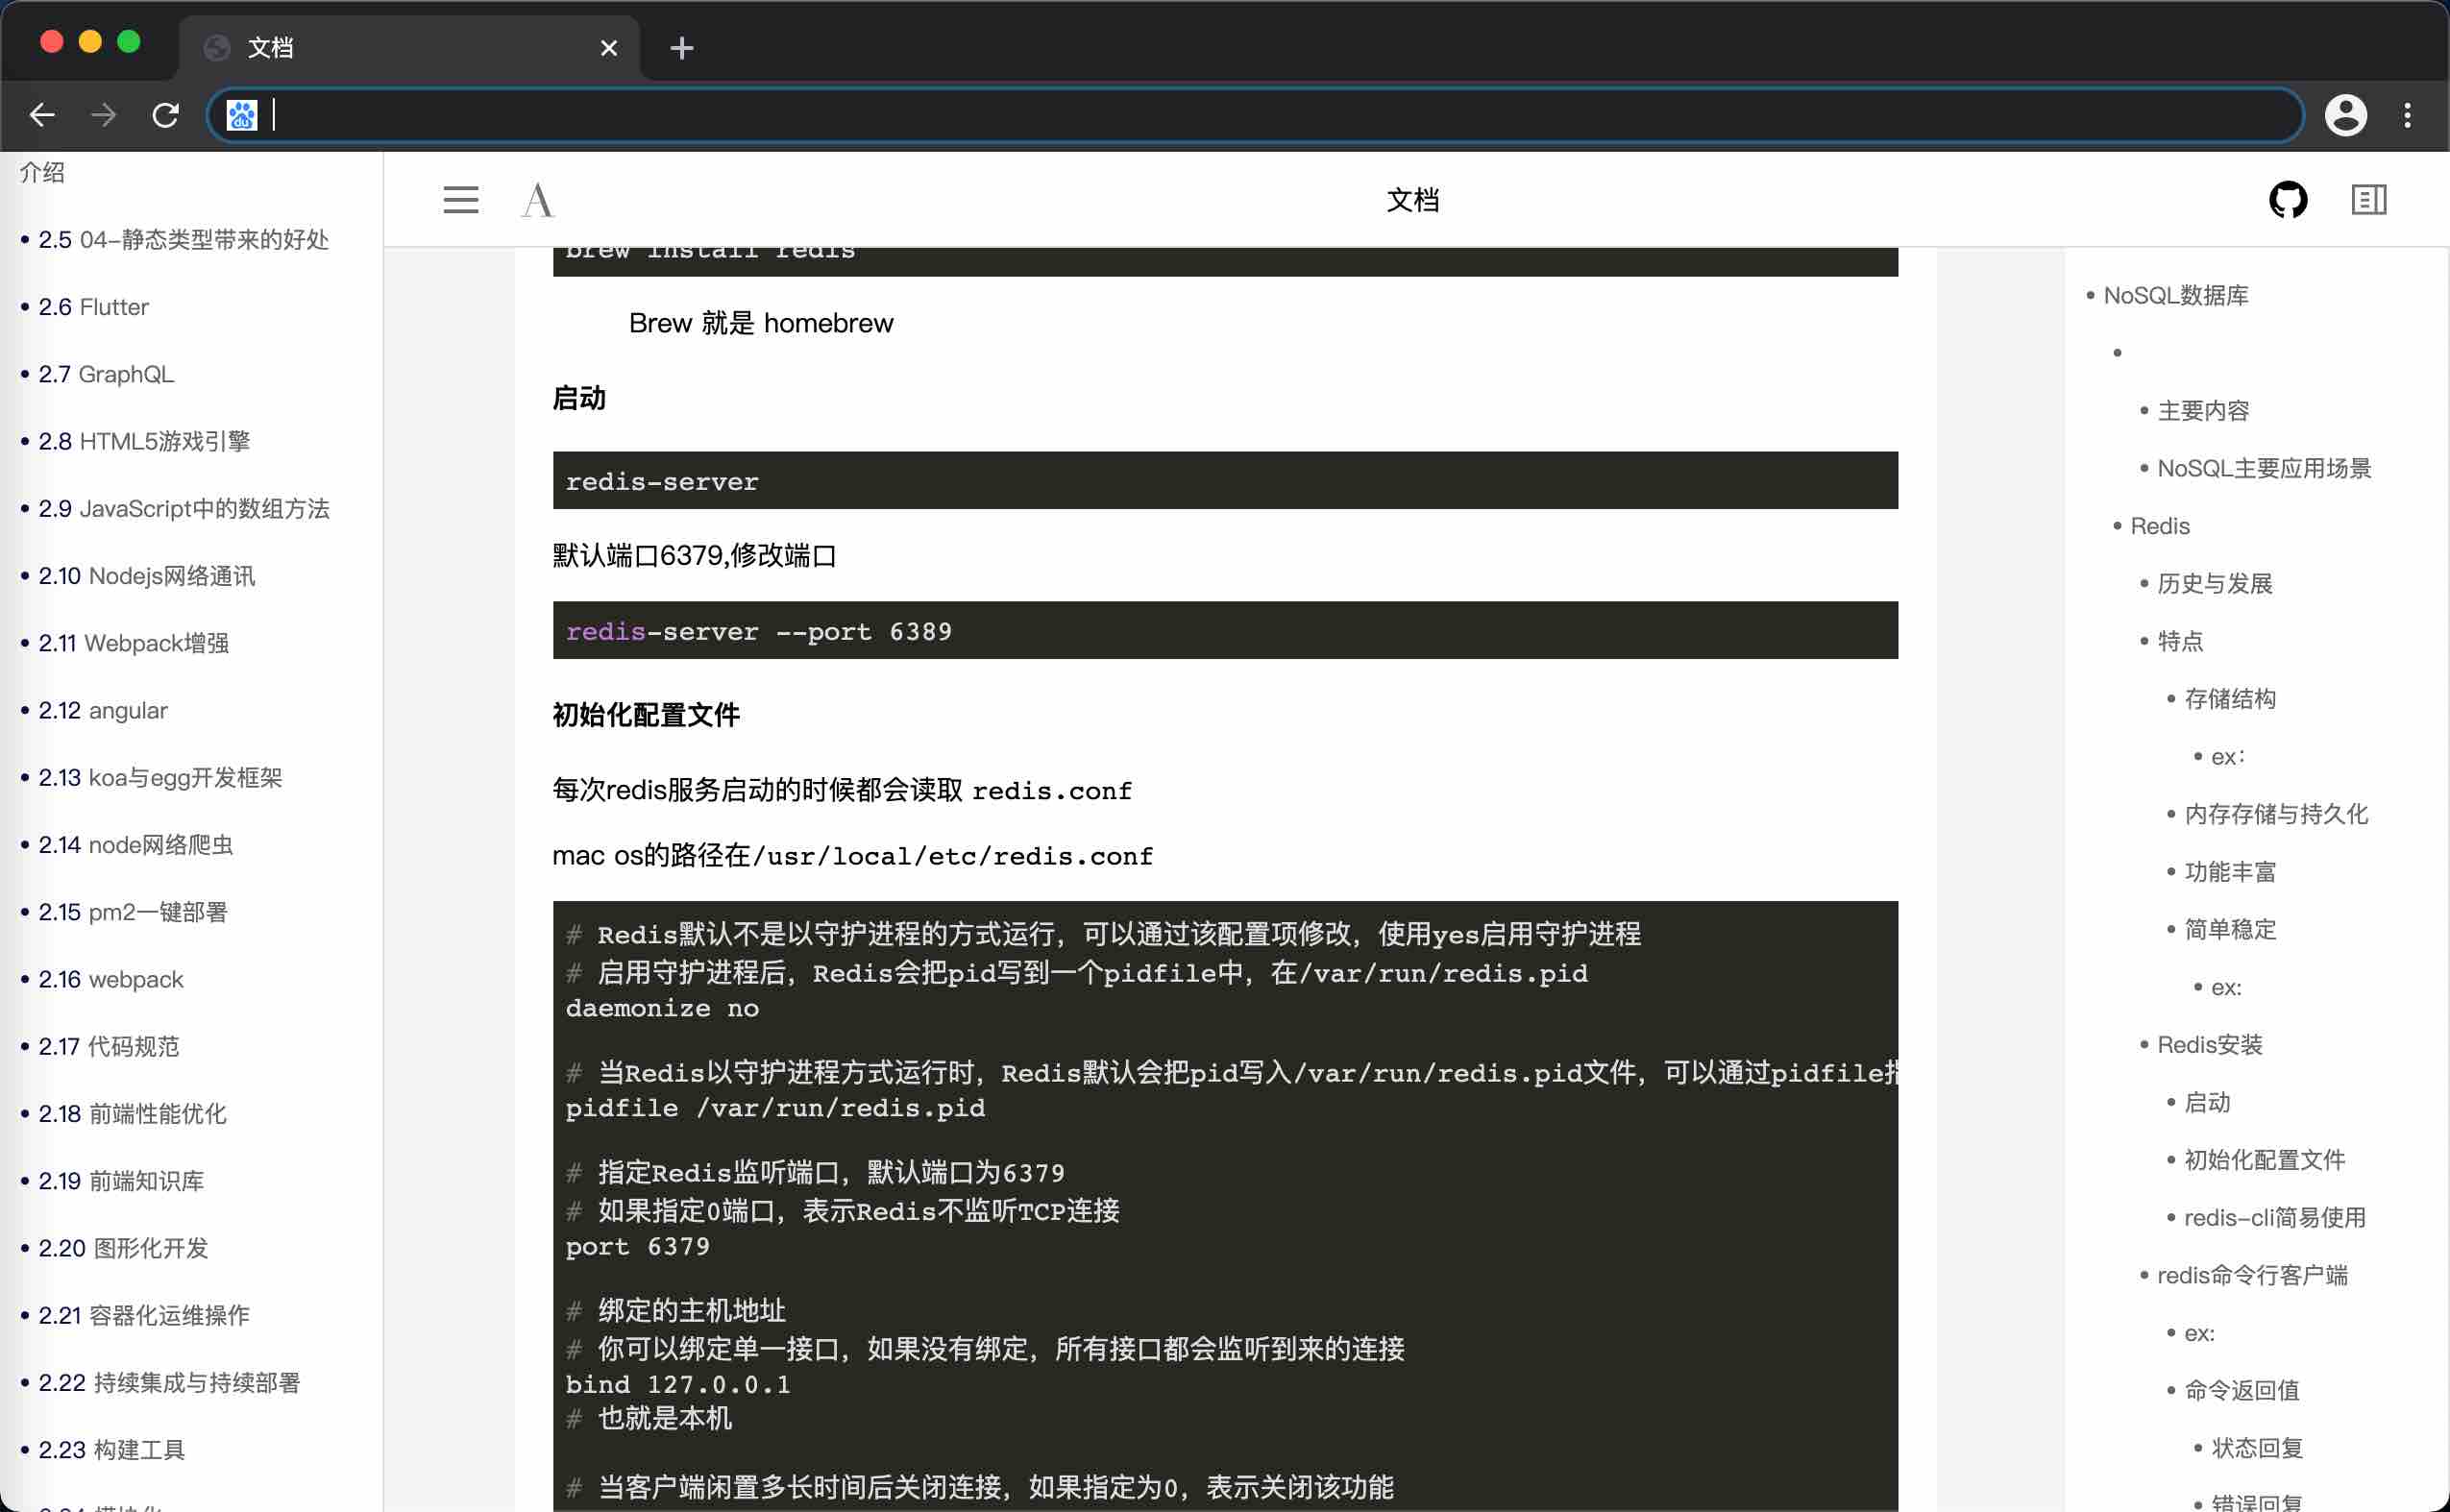 文档
介绍
2.5 04-静态类型带来的好处
2.6 Flutter
2.7 GraphQL
2.8 HTML5游戏引擎
2.9 JavaScript中的数组方法
2.10 Nodejs网络通讯
2.11 Webpack增强
2.12 angular
2.13 koa与egg开发框架
2.14 node网络爬虫
2.15 pm2一键部署
2.16 webpack
2.17 代码规范
2.18 前端性能优化
2.19 前端知识库
2.20 图形化开发
2.21 容器化运维操作
2.22 持续集成与持续部署
2.23 构建工具
A
文档
brew install redis
Brew 就是 homebrew
启动
redis-server
默认端口6379,修改端口
redis-server --port 6389
初始化配置文件
每次redis服务启动的时候都会读取 redis.conf
mac os的路径在/usr/local/etc/redis.conf
# Redis默认不是以守护进程的方式运行，可以通过该配置项修改，使用yes启用守护进程
# 启用守护进程后，Redis会把pid写到一个pidfile中，在/var/run/redis.pid
daemonize no
# 当Redis以守护进程方式运行时，Redis默认会把pid写入/var/run/redis.pid文件，可以通过pidfile
pidfile /var/run/redis.pid
# 指定Redis监听端口，默认端口为6379
# 如果指定0端口，表示Redis不监听TCP连接
port 6379
# 绑定的主机地址
# 你可以绑定单一接口，如果没有绑定，所有接口都会监听到来的连接
bind 127.0.0.1
# 也就是本机
# 当客户端闲置多长时间后关闭连接，如果指定为0，表示关闭该功能
NoSQL数据库
主要内容
NoSQL主要应用场景
Redis
历史与发展
特点
存储结构
ex：
内存存储与持久化
功能丰富
简单稳定
ex:
Redis安装
启动
初始化配置文件
redis-cli简易使用
redis命令行客户端
ex:
命令返回值
状态回复
错误回复